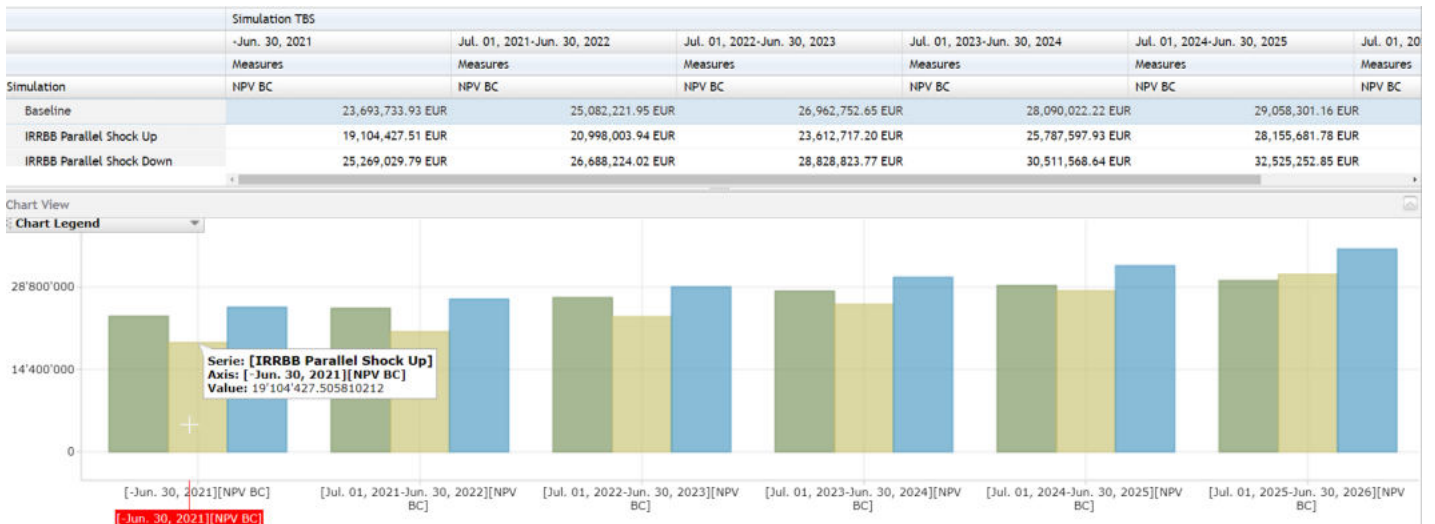 Simulation TBS
-Jun. 30, 2021 Jul. 01, 2021-Jun. 30, 2022 Jul. 01, 2022-Jun. 30, 2023 Jul. 01, 2023-Jun. 30, 2024 Jul. 01, 2024-Jun. 30, 2025 Jul. 01, 20
Measures Measures Measures Measures Measures Measures
Simulation NPV BC NPV BC NPV BC NPV BC NPV BC NPV BC
Baseline 23,693,733.93 EUR 25,082,221.95 EUR 26,962,752.65 EUR 28,090,022.22 EUR 29,058,301.16 EUR
IRRBB Parallel Shock Up 19,104,427.51 EUR 20,998,003.94 EUR 23,612,717.20 EUR 25,787,597.93 EUR 28,155,681.78 EUR
IRRBB Parallel Shock Down 25,269,029.79 EUR 26,688,224.02 EUR 28,828,823.77 EUR 30,511,568.64 EUR 32,525,252.85 EUR
Chart View
Chart Legend
28'800'000
14'400'000
0
Serie: [IRRBB Parallel Shock Up]
Axis: [-Jun. 30, 2021][NPV BC]
Value: 19'104'427.505810212
[-Jun. 30, 2021][NPV BC] [Jul. 01, 2021-Jun. 30, 2022][NPV [Jul. 01, 2022-Jun. 30, 2023][NPV [Jul. 01, 2023-Jun. 30, 2024][NPV [Jul. 01, 2024-Jun. 30, 2025][NPV [Jul. 01, 2025-Jun. 30, 2026][NPV
BC] BC] BC] BC] BC]
[-Jun. 30, 2021][NPV BC]